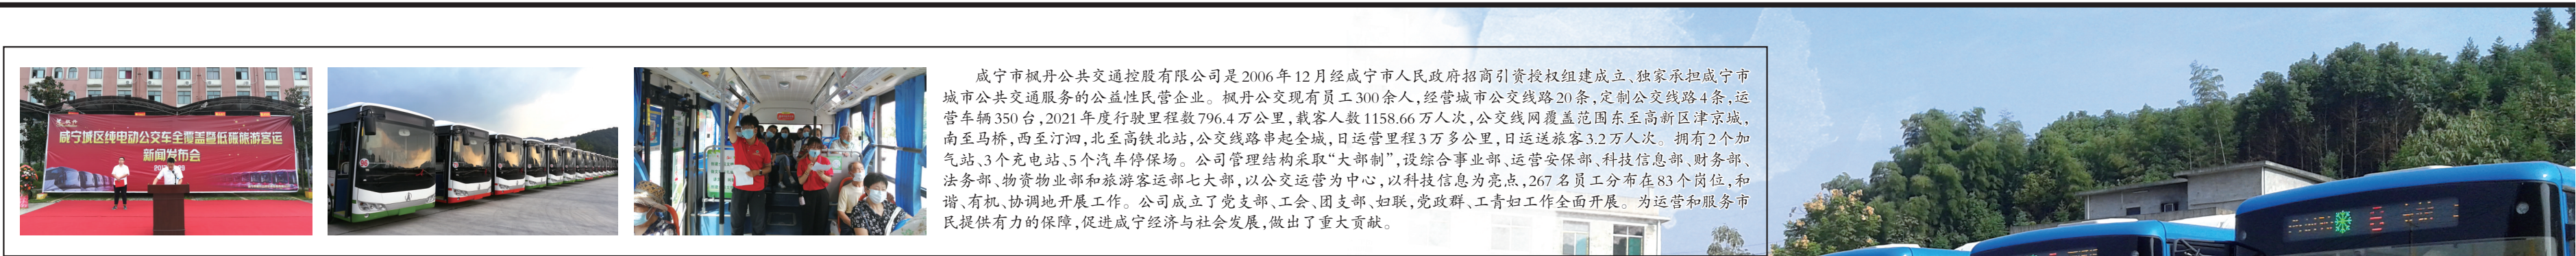 咸宁城区纯电动公交车全覆盖暨低碳旅游客运
新闻发布会
咸宁市枫丹公共交通控股有限公司是2006年12月经咸宁市人民政府招商引资授权组建成立、独家承担咸宁市
城市公共交通服务的公益性民营企业。枫丹公交现有员工300余人,经营城市公交线路20条,定制公交线路4条,运
营车辆350台,2021年度行驶里程数796.4万公里,载客人数1158.66万人次,公交线网覆盖范围东至高新区津京城,
南至马桥,西至汀泗,北至高铁北站,公交线路串起全城,日运营里程3万多公里,日运送旅客3.2万人次。拥有2个加
气站、3个充电站、5个汽车停保场。公司管理结构采取“大部制”,设综合事业部、运营安保部、科技信息部、财务部、
法务部、物资物业部和旅游客运部七大部,以公交运营为中心,以科技信息为亮点,267名员工分布在83个岗位,和
谐、有机、协调地开展工作。公司成立了党支部、工会、团支部、妇联,党政群、工青妇工作全面开展。为运营和服务市
民提供有力的保障,促进咸宁经济与社会发展,做出了重大贡献。